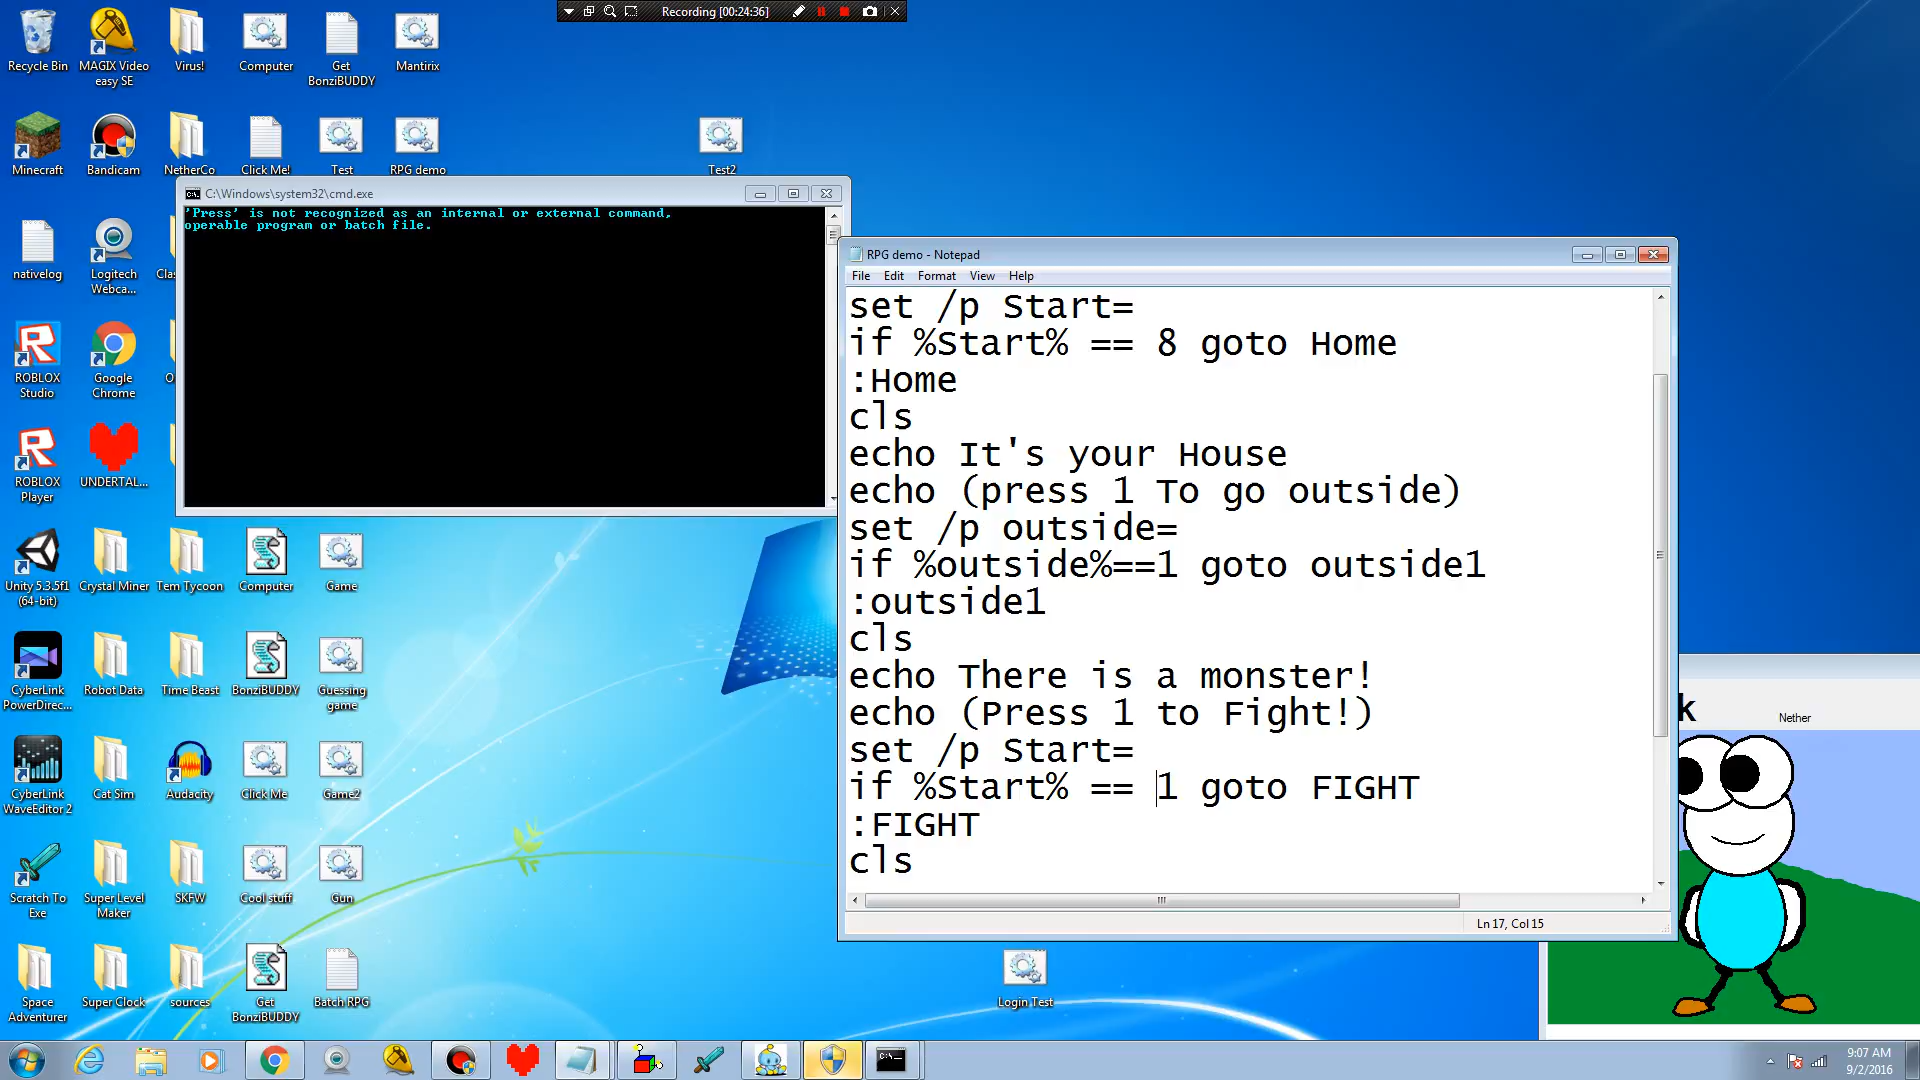 Recording [00:24:36]
Recycle Bin
MAGIX Video
easy SE
Virus!
Computer
Get
BonziBUDDY
Mantirix
Minecraft
Bandicam
NetherCo
Click Me!
Test
RPG demo
Test2
C:\Windows\system32\cmd.exe
'Press' is not recognized as an internal or external command,
operable program or batch file.
nativelog
Logitech
Webca...
Clas
ROBLOX
Studio
Google
Chrome
ROBLOX
Player
UNDERTAL...
Unity 5.3.5f1
(64-bit)
Crystal Miner
Tem Tycoon
Computer
Game
CyberLink
PowerDirec...
Robot Data
Time Beast
BonziBUDDY
Guessing
game
CyberLink
WaveEditor 2
Cat Sim
Audacity
Click Me
Game2
Scratch To
Exe
Super Level
Maker
SKFW
Cool stuff
Gun
Space
Adventurer
Super Clock
sources
Get
BonziBUDDY
Batch RPG
Login Test
RPG demo - Notepad
File Edit Format View Help
set /p Start=
if %Start% == 8 goto Home
:Home
cls
echo It's your House
echo (press 1 To go outside)
set /p outside=
if %outside%==1 goto outside1
:outside1
cls
echo There is a monster!
echo (Press 1 to Fight!)
set /p Start=
if %Start% == 1 goto FIGHT
:FIGHT
cls
Ln 17, Col 15
k
Nether
9:07 AM
9/2/2016